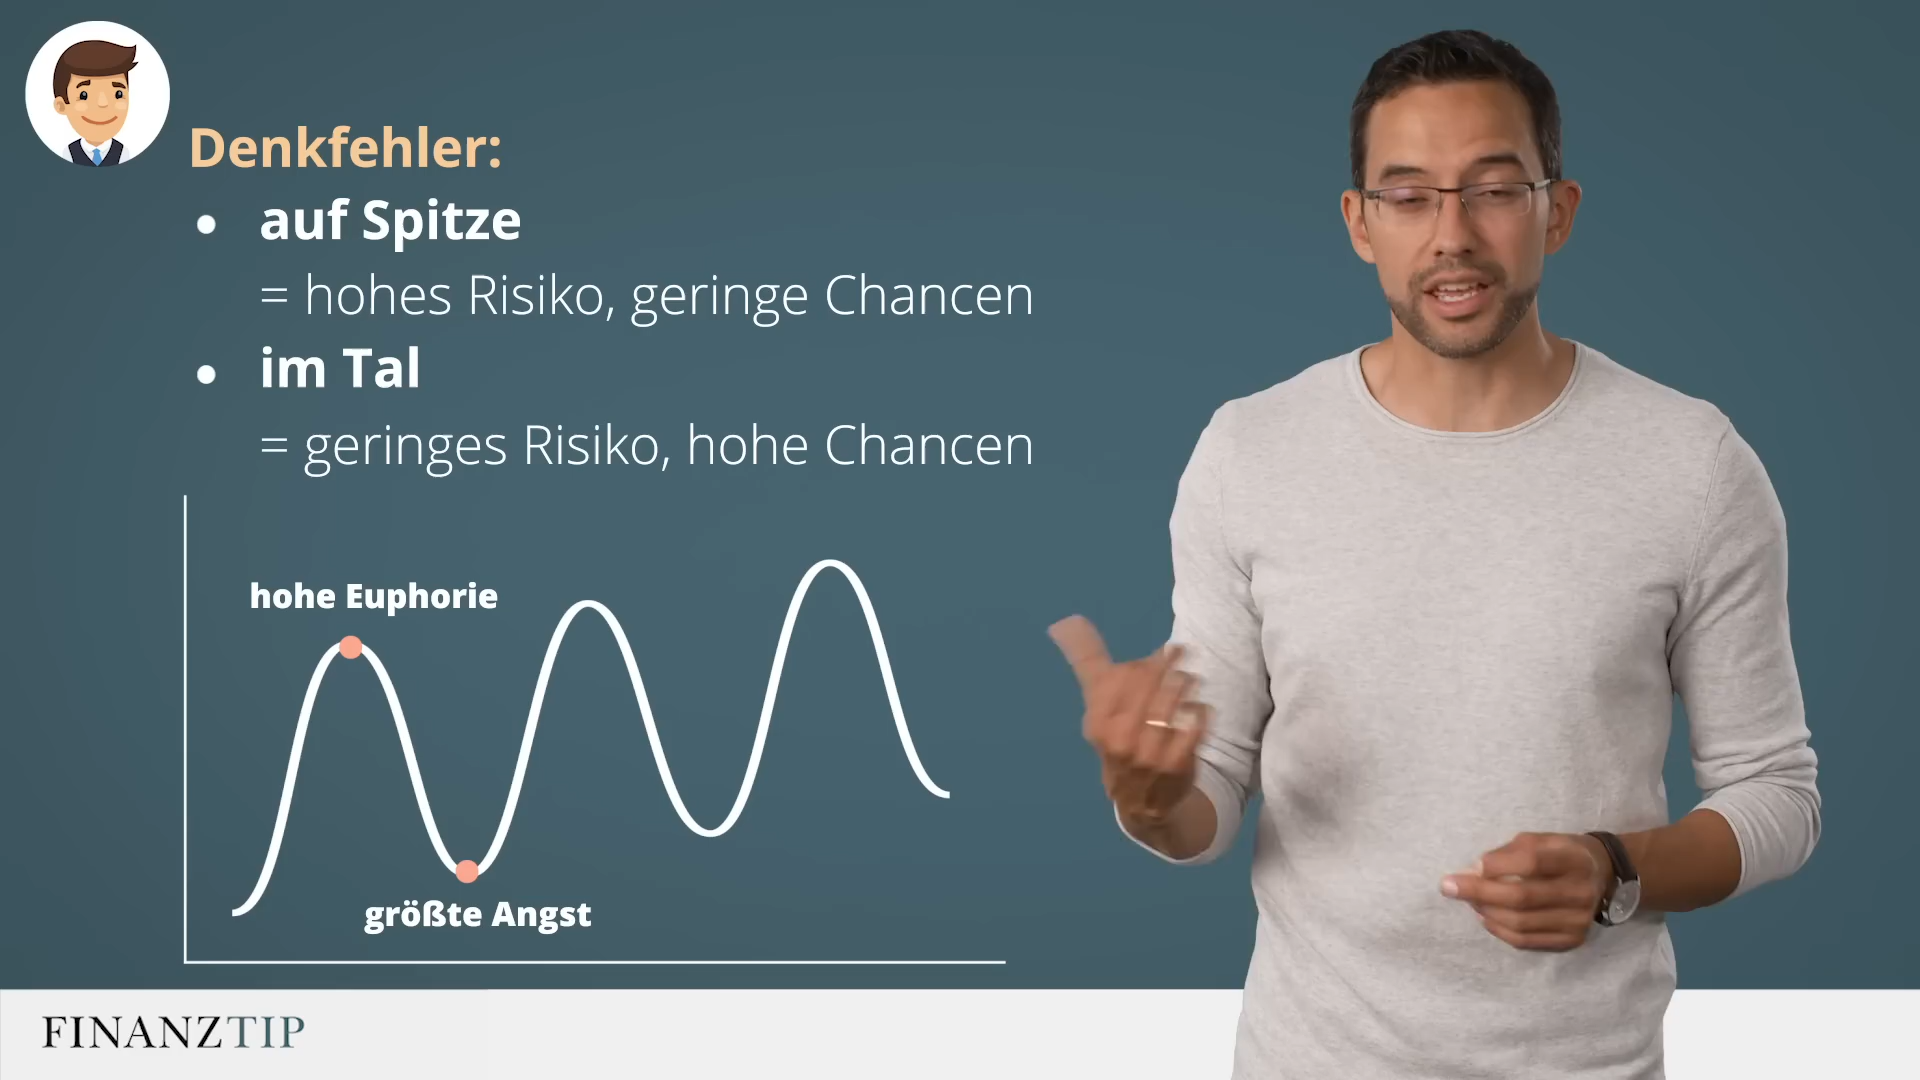 Denkfehler:
• auf Spitze
= hohes Risiko, geringe Chancen
• im Tal
= geringes Risiko, hohe Chancen
hohe Euphorie
größte Angst
FINANZTIP